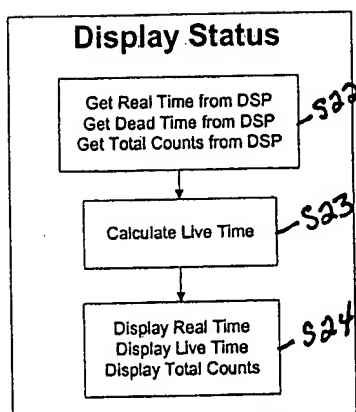 Display Status
Get Real Time from DSP
Get Dead Time from DSP
Get Total Counts from DSP
S22
Calculate Live Time
S23
Display Real Time
Display Live Time
Display Total Counts
S24